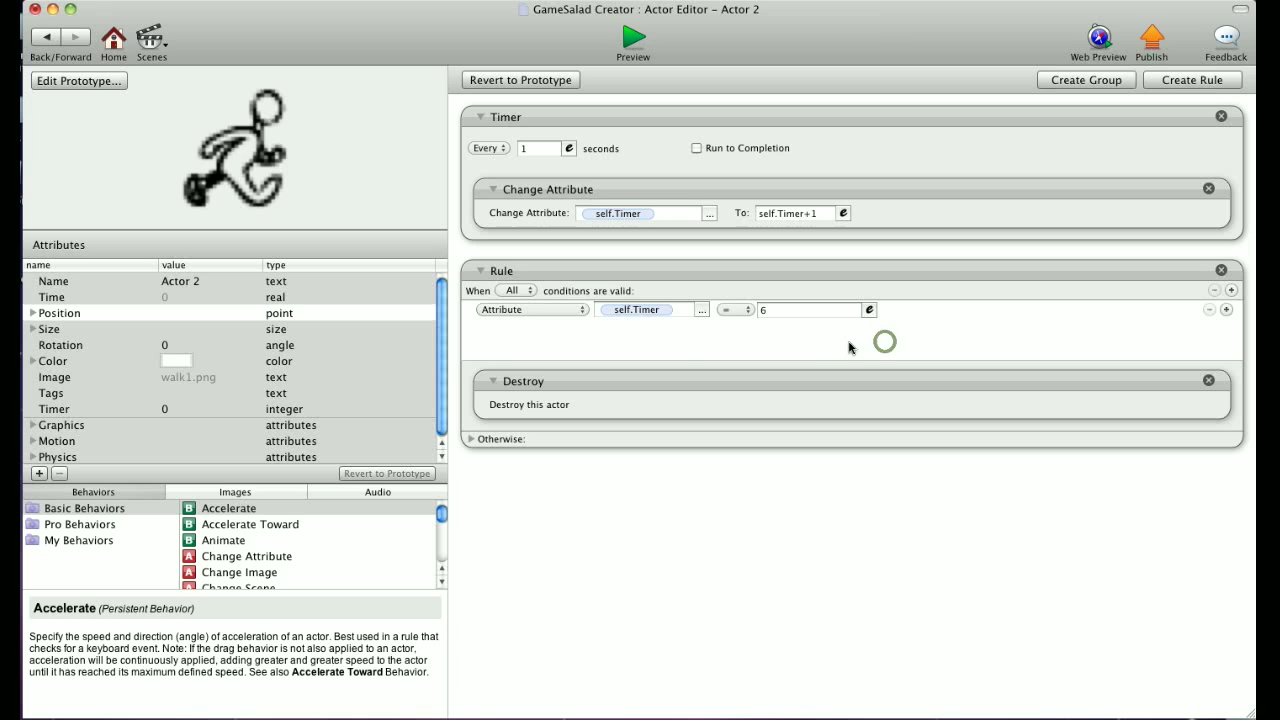 GameSalad Creator : Actor Editor - Actor 2
Back/Forward Home Scenes Preview Web Preview Publish Feedback
Edit Prototype... Revert to Prototype Create Group Create Rule
Timer
Every 1 e seconds Run to Completion
Change Attribute
Change Attribute: self.Timer ... To: self.Timer+1 e
Rule
When All conditions are valid:
Attribute self.Timer ... = 6 e
Destroy
Destroy this actor
Otherwise:
Attributes
name value type
Name Actor 2 text
Time 0 real
Position point
Size size
Rotation 0 angle
Color color
Image walk1.png text
Tags text
Timer 0 integer
Graphics attributes
Motion attributes
Physics attributes
+ − Revert to Prototype
Behaviors Images Audio
Basic Behaviors B Accelerate
Pro Behaviors B Accelerate Toward
My Behaviors B Animate
A Change Attribute
A Change Image
A Change Scene
Accelerate (Persistent Behavior)
Specify the speed and direction (angle) of acceleration of an actor. Best used in a rule that
checks for a keyboard event. Note: If the drag behavior is not also applied to an actor,
acceleration will be continuously applied, adding greater and greater speed to the actor
until it has reached its maximum defined speed. See also Accelerate Toward Behavior.